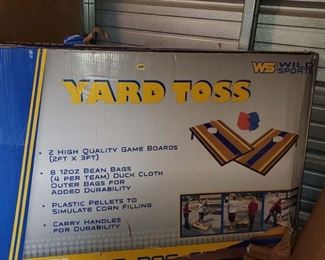 WS WILD
SPORTS
YARD TOSS
• 2 HIGH QUALITY GAME BOARDS
(2FT X 3FT)
• 8 12OZ BEAN BAGS
(4 PER TEAM) DUCK CLOTH
OUTER BAGS FOR
ADDED DURABILITY
• PLASTIC PELLETS TO
SIMULATE CORN FILLING
• CARRY HANDLES
FOR DURABILITY